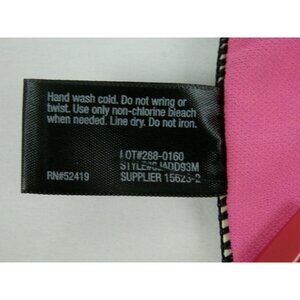 Hand wash cold. Do not wring or
twist. Use only non-chlorine bleach
when needed. Line dry. Do not iron.
LOT#288-0160
RN#52419
SUPPLIER 15623-2